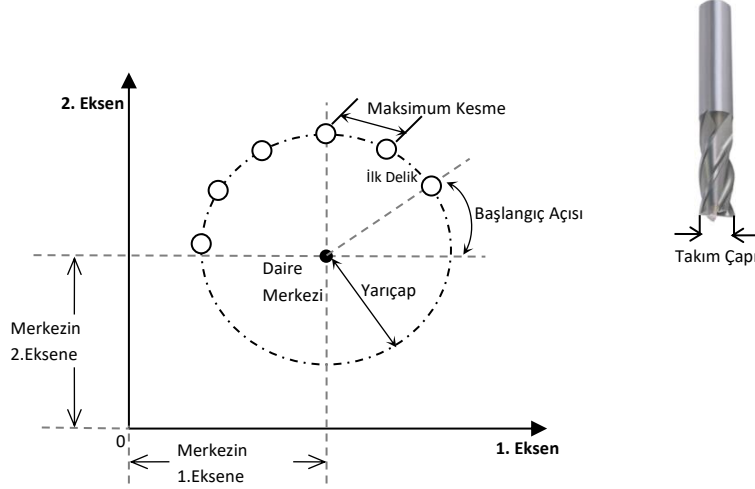 2. Eksen
Maksimum Kesme
İlk Delik
Başlangıç Açısı
Takım Çapı
Daire
Merkezi
Yarıçap
Merkezin
2.Eksene
0
1. Eksen
Merkezin
1.Eksene